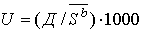 U = (Д / S̅ᵇ) · 1000